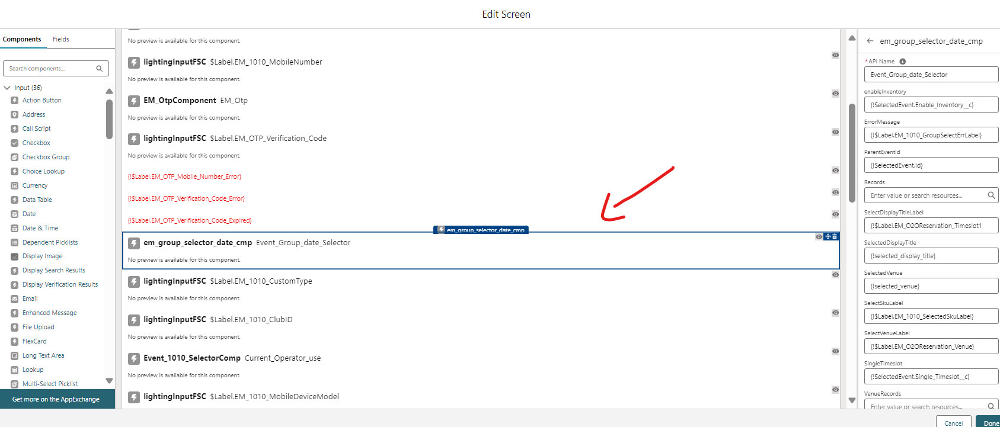 Edit Screen
Components Fields
Search components...
Input (36)
Action Button
Address
Call Script
Checkbox
Checkbox Group
Choice Lookup
Currency
Data Table
Date
Date & Time
Dependent Picklists
Display Image
Display Search Results
Display Verification Results
Email
Enhanced Message
File Upload
FlexCard
Long Text Area
Lookup
Multi-Select Picklist
Get more on the AppExchange
No preview is available for this component.
lightingInputFSC $Label.EM_1010_MobileNumber
No preview is available for this component.
EM_OtpComponent EM_Otp
No preview is available for this component.
lightingInputFSC $Label.EM_OTP_Verification_Code
No preview is available for this component.
{!$Label.EM_OTP_Mobile_Number_Error}
{!$Label.EM_OTP_Verification_Code_Error}
{!$Label.EM_OTP_Verification_Code_Expired}
em_group_selector_date_cmp
em_group_selector_date_cmp Event_Group_date_Selector
No preview is available for this component.
lightingInputFSC $Label.EM_1010_CustomType
No preview is available for this component.
lightingInputFSC $Label.EM_1010_ClubID
No preview is available for this component.
Event_1010_SelectorComp Current_Operator_use
No preview is available for this component.
lightingInputFSC $Label.EM_1010_MobileDeviceModel
em_group_selector_date_cmp
* API Name
Event_Group_date_Selector
enableInventory
{!SelectedEvent.Enable_Inventory__c}
ErrorMessage
{!$Label.EM_1010_GroupSelectErrLabel}
ParentEventId
{!SelectedEvent.Id}
Records
Enter value or search resources...
SelectDisplayTitleLabel
{!$Label.EM_O2OReservation_Timeslot1
SelectedDisplayTitle
{!selected_display_title}
SelectedVenue
{!selected_venue}
SelectSkuLabel
{!$Label.EM_1010_SelectedSkuLabel}
SelectVenueLabel
{!$Label.EM_O2OReservation_Venue}
SingleTimeslot
{!SelectedEvent.Single_Timeslot__c}
VenueRecords
Enter value or search resources...
Cancel Done